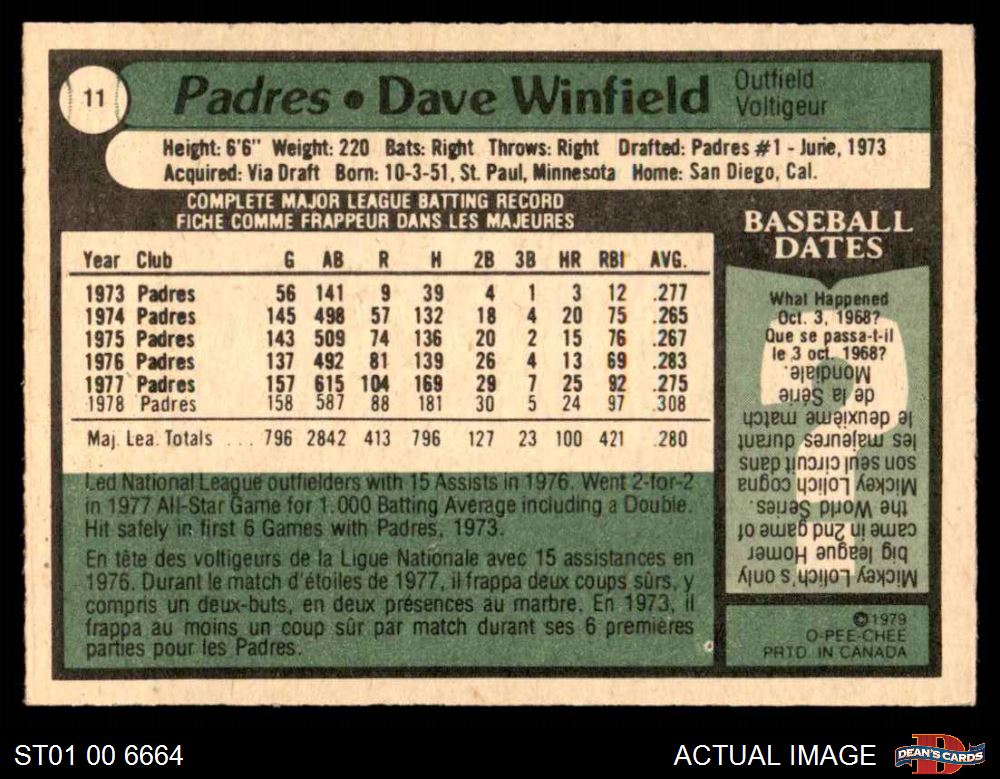 11
Padres • Dave Winfield
Outfield
Voltigeur
Height: 6'6" Weight: 220 Bats: Right Throws: Right Drafted: Padres #1 - June, 1973
Acquired: Via Draft Born: 10-3-51, St. Paul, Minnesota Home: San Diego, Cal.
COMPLETE MAJOR LEAGUE BATTING RECORD
FICHE COMME FRAPPEUR DANS LES MAJEURES
Year Club G AB R H 2B 3B HR RBI AVG.
1973 Padres 56 141 9 39 4 1 3 12 .277
1974 Padres 145 498 57 132 18 4 20 75 .265
1975 Padres 143 509 74 136 20 2 15 76 .267
1976 Padres 137 492 81 139 26 4 13 69 .283
1977 Padres 157 615 104 169 29 7 25 92 .275
1978 Padres 158 587 88 181 30 5 24 97 .308
Maj. Lea. Totals ... 796 2842 413 796 127 23 100 421 .280
Led National League outfielders with 15 Assists in 1976. Went 2-for-2
in 1977 All-Star Game for 1.000 Batting Average including a Double.
Hit safely in first 6 Games with Padres, 1973.
En tête des voltigeurs de la Ligue Nationale avec 15 assistances en
1976. Durant le match d'étoiles de 1977, il frappa deux coups sûrs, y
compris un deux-buts, en deux présences au marbre. En 1973, il
frappa au moins un coup sûr par match durant ses 6 premières
parties pour les Padres.
BASEBALL
DATES
What Happened
Oct. 3, 1968?
Que se passa-t-il
le 3 oct. 1968?
Mickey Lolich's only
big league Homer
came in 2nd game of
the World Series.
Mickey Lolich cogna
son seul circuit dans
les majeures durant
le deuxième match
de la Série
Mondiale.
©1979
O-PEE-CHEE
PRTD. IN CANADA
ST01 00 6664
ACTUAL IMAGE
D
DEAN'S CARDS